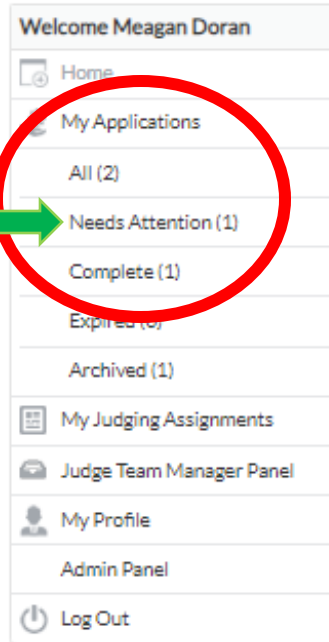 Welcome Meagan Doran
Home
My Applications
All (2)
Needs Attention (1)
Complete (1)
Expired (0)
Archived (1)
My Judging Assignments
Judge Team Manager Panel
My Profile
Admin Panel
Log Out